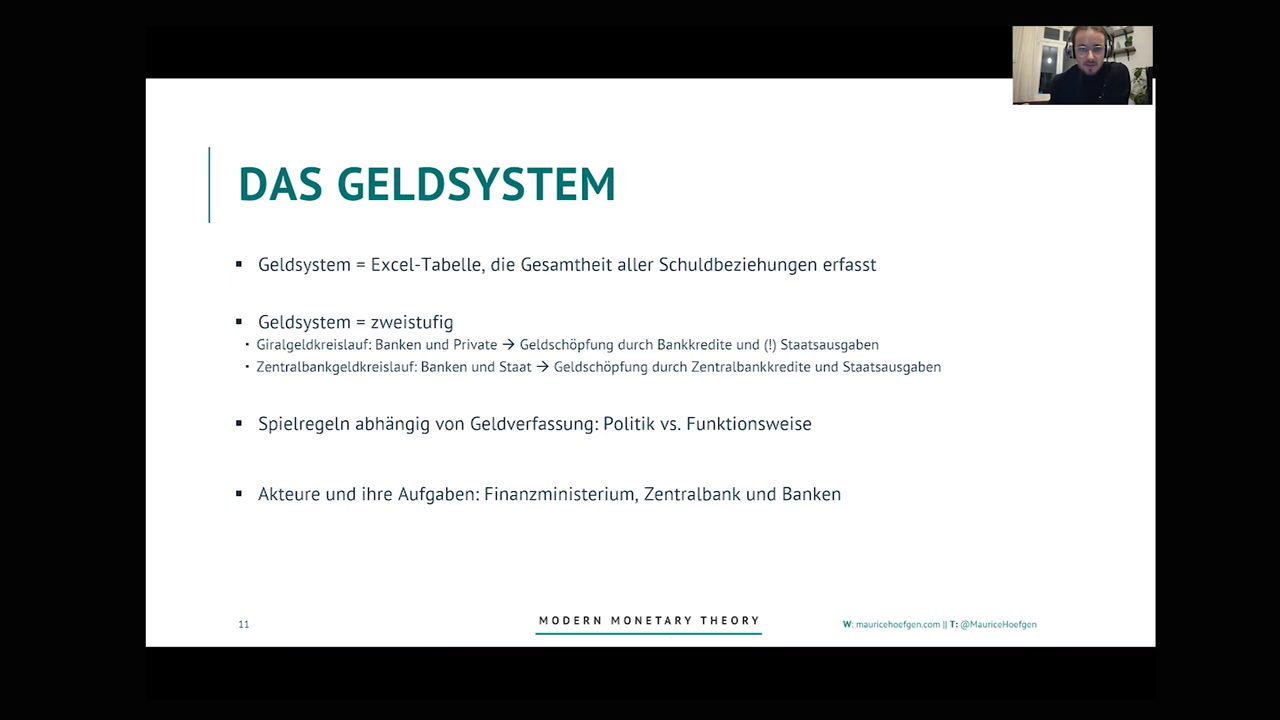 DAS GELDSYSTEM
▪ Geldsystem = Excel-Tabelle, die Gesamtheit aller Schuldbeziehungen erfasst
▪ Geldsystem = zweistufig
• Giralgeldkreislauf: Banken und Private → Geldschöpfung durch Bankkredite und (!) Staatsausgaben
• Zentralbankgeldkreislauf: Banken und Staat → Geldschöpfung durch Zentralbankkredite und Staatsausgaben
▪ Spielregeln abhängig von Geldverfassung: Politik vs. Funktionsweise
▪ Akteure und ihre Aufgaben: Finanzministerium, Zentralbank und Banken
11
MODERN MONETARY THEORY
W: mauricehoefgen.com || T: @MauriceHoefgen